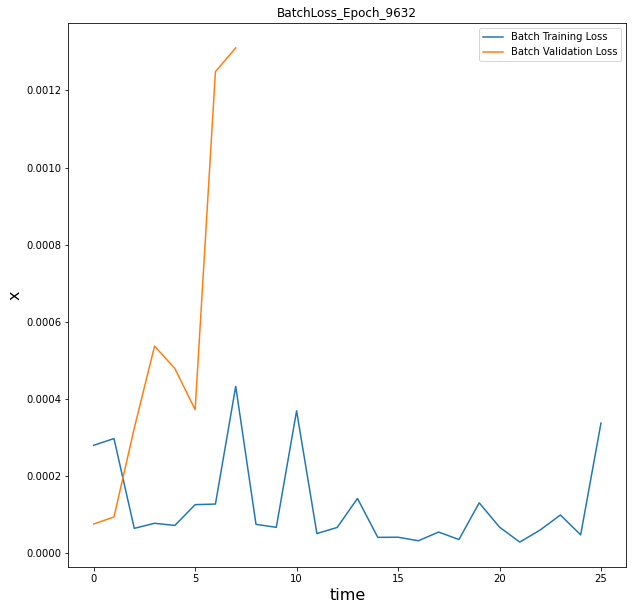 BatchLoss_Epoch_9632
Batch Training Loss
Batch Validation Loss
0.0012
0.0010
0.0008
0.0006
0.0004
0.0002
0.0000
x
0 5 10 15 20 25
time